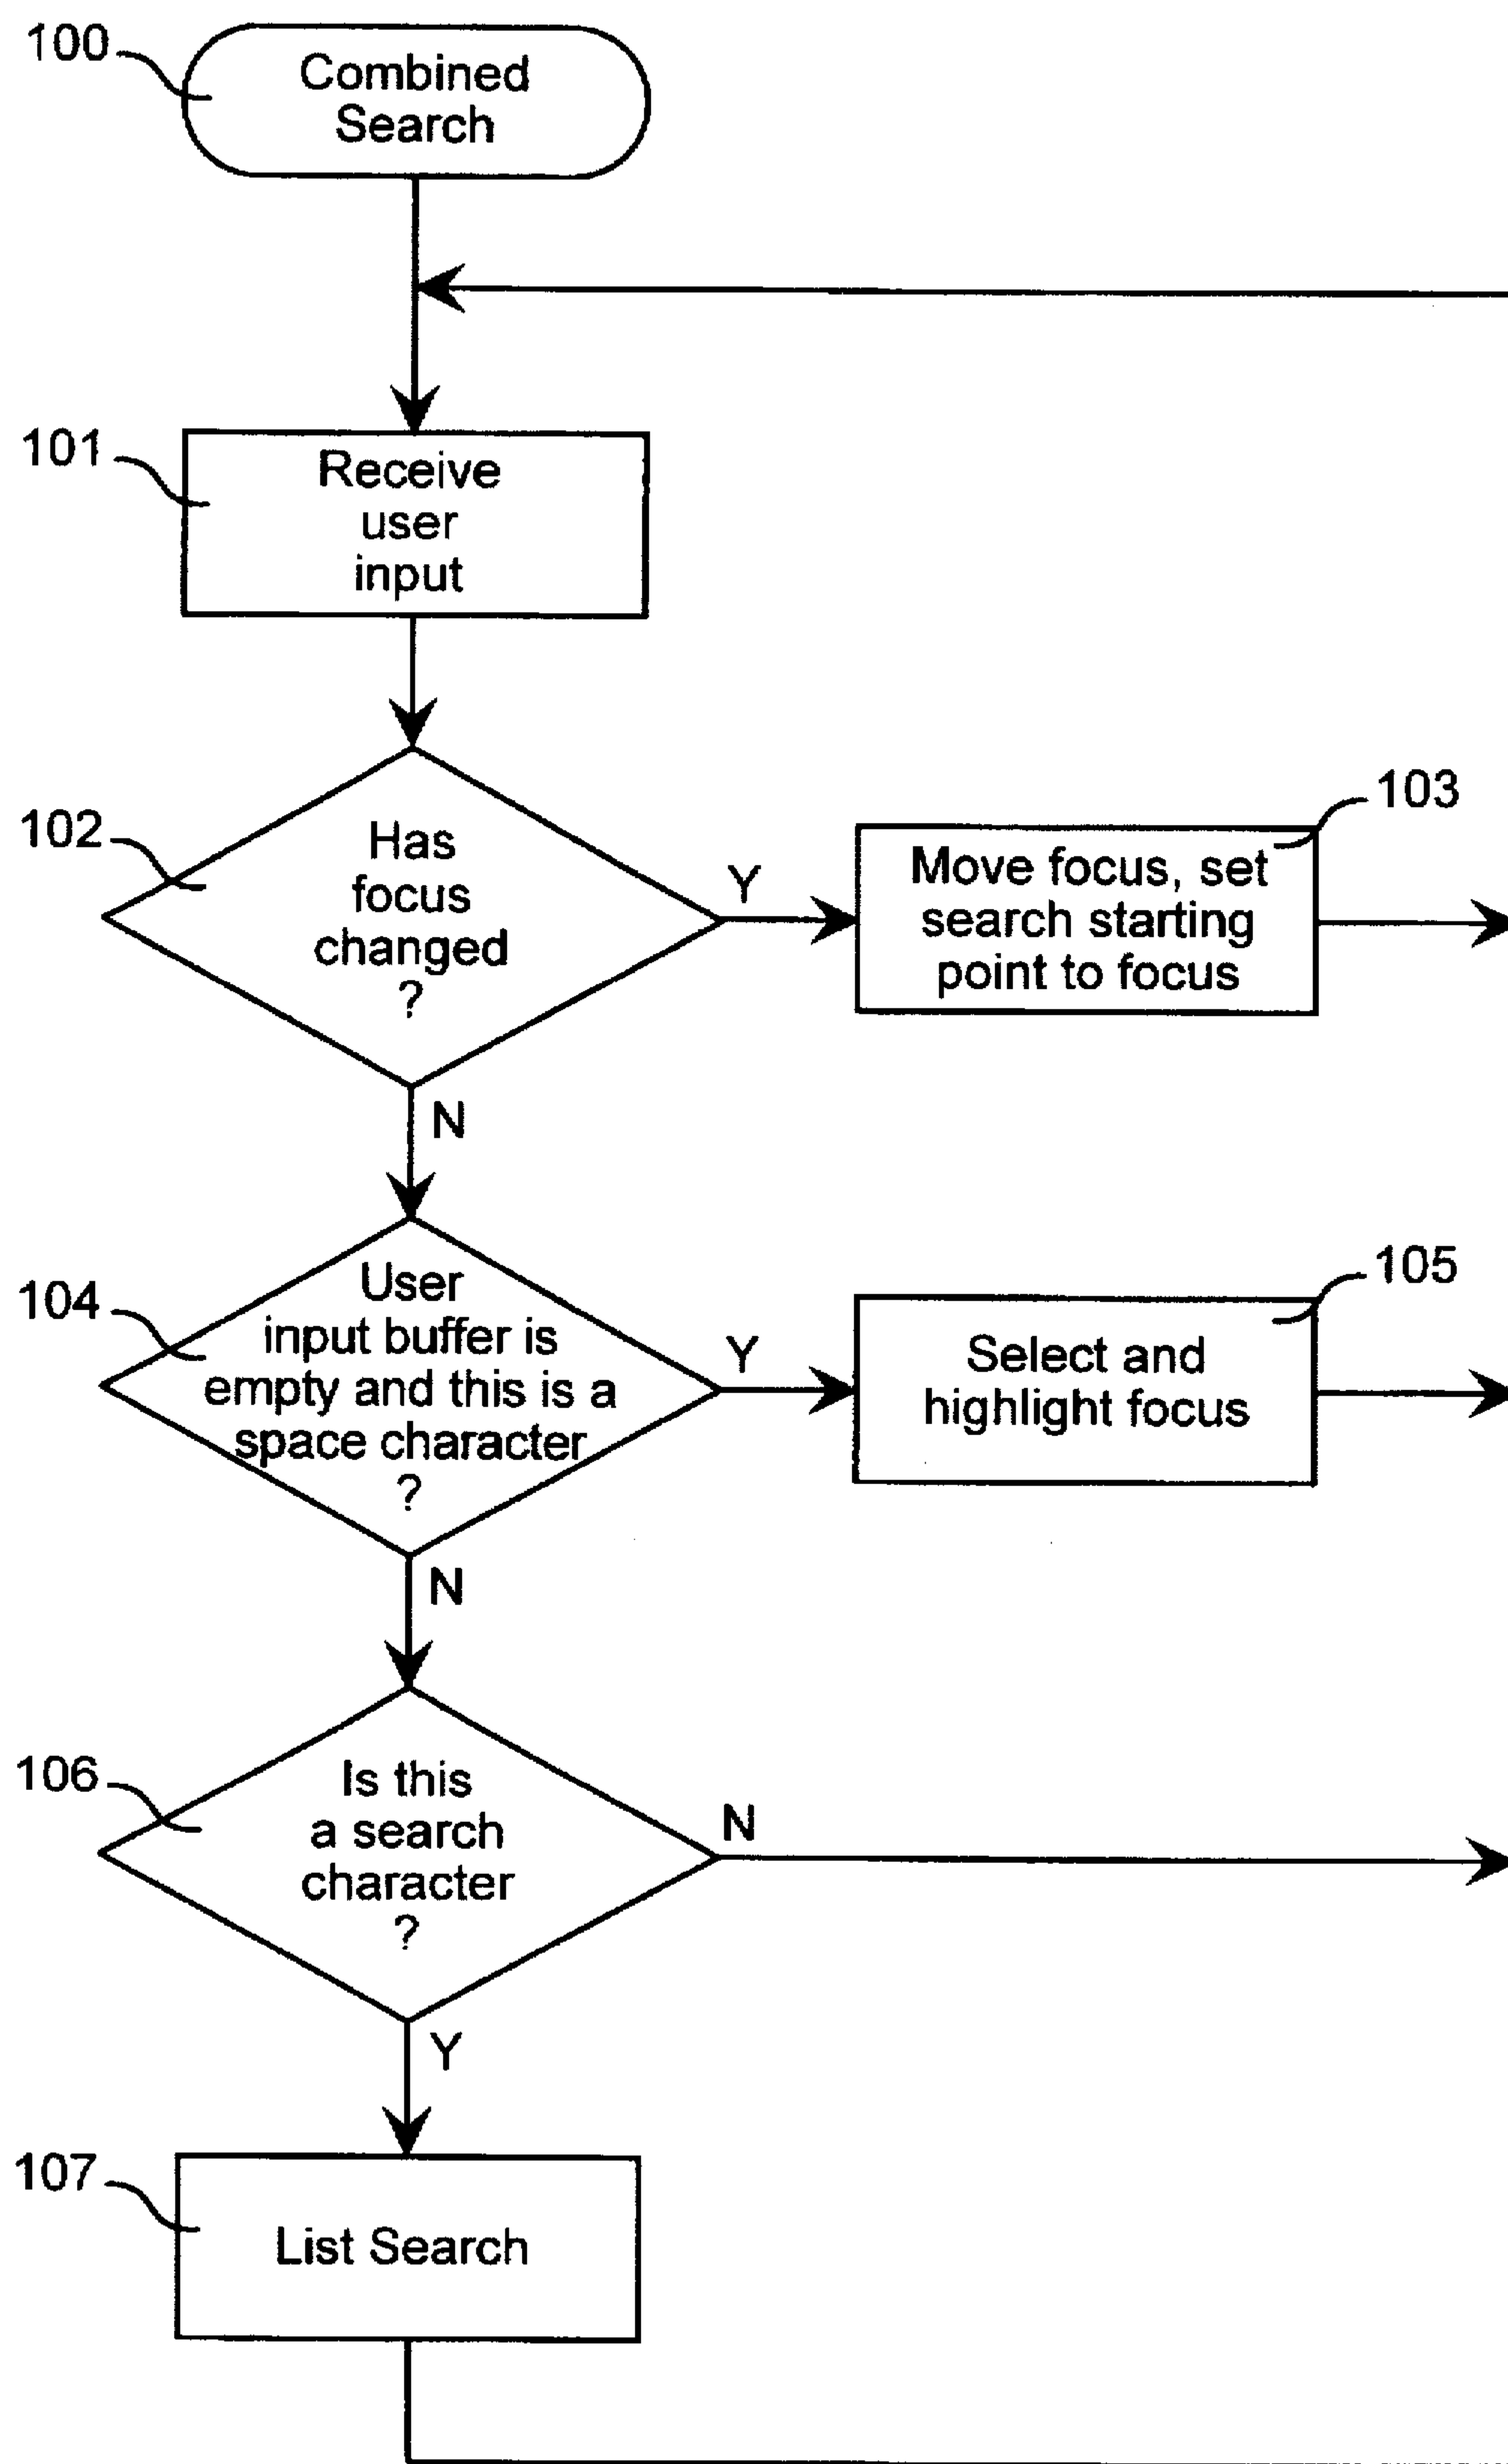 100
Combined
Search
101
Receive
user
input
102
Has
focus
changed
?
Y
103
Move focus, set
search starting
point to focus
N
104
User
input buffer is
empty and this is a
space character
?
Y
105
Select and
highlight focus
N
106
Is this
a search
character
?
N
Y
107
List Search